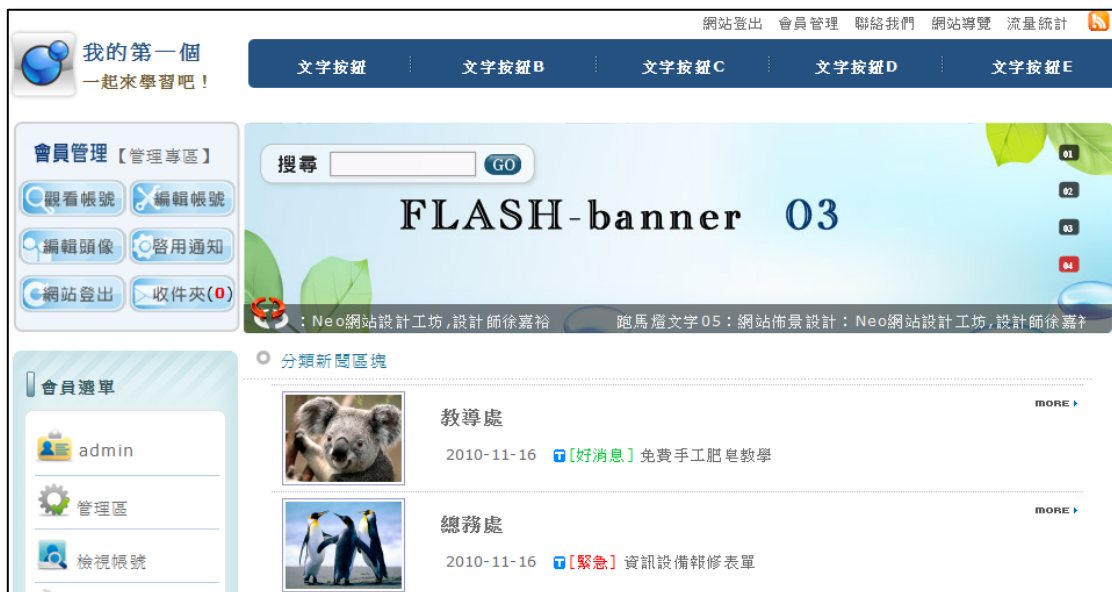 網站登出 會員管理 聯絡我們 網站導覽 流量統計
我的第一個
一起來學習吧！
文字按鈕 文字按鈕B 文字按鈕C 文字按鈕D 文字按鈕E
會員管理【管理專區】
觀看帳號 編輯帳號
編輯頭像 啓用通知
網站登出 收件夾(0)
搜尋 GO
FLASH-banner 03
01
02
03
04
：Neo網站設計工坊,設計師徐嘉裕 跑馬燈文字05：網站佈景設計：Neo網站設計工坊,設計師徐嘉裕
會員選單
admin
管理區
檢視帳號
分類新聞區塊
教導處
MORE
2010-11-16 T [好消息] 免費手工肥皂教學
總務處
MORE
2010-11-16 T [緊急] 資訊設備報修表單